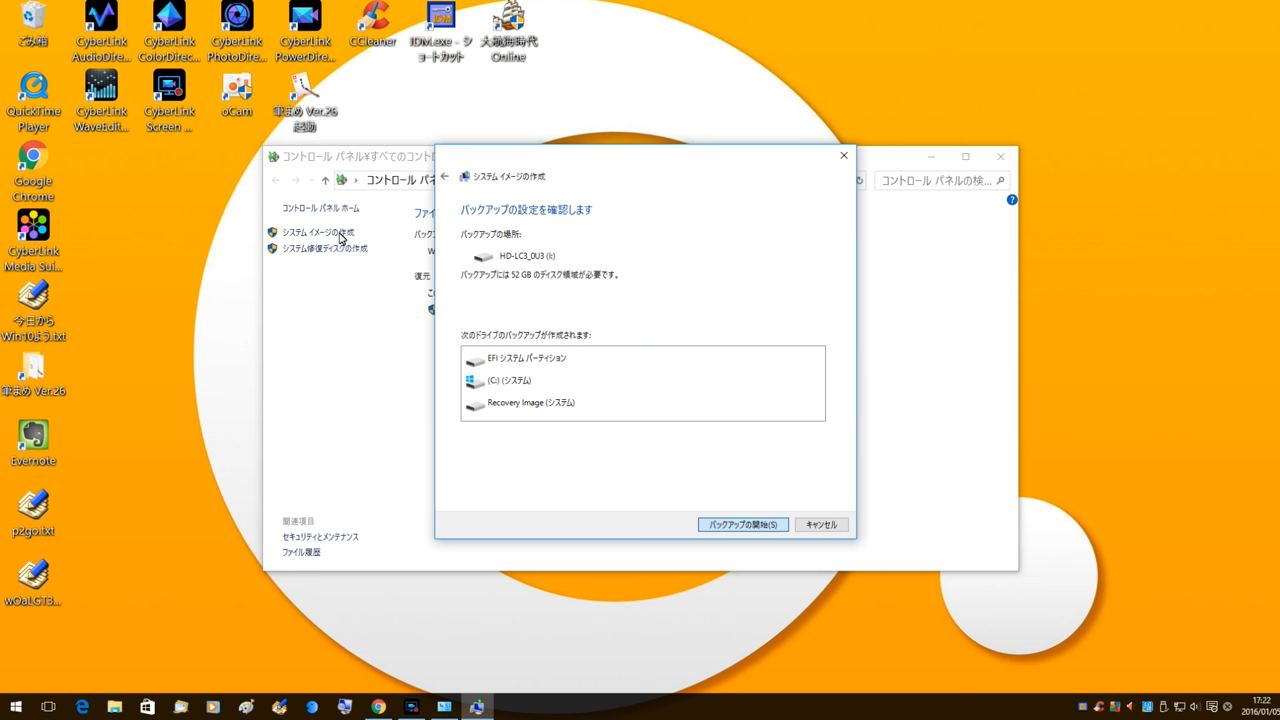 ごみ箱
CyberLink AudioDirec...
CyberLink ColorDirec...
CyberLink PhotoDire...
CyberLink PowerDire...
CCleaner
IDM.exe - ショートカット
大航海時代 Online
QuickTime Player
CyberLink WaveEdit...
CyberLink Screen ...
oCam
筆まめ Ver.26 起動
Google Chrome
CyberLink Media Sui...
今日から Win10よう.txt
筆まめ Ver.26
Evernote
p2go.txt
wOaLGT3...
コントロール パネル¥すべてのコントロ
コントロール パネ
コントロール パネルの検...
コントロール パネル ホーム
システム イメージの作成
システム修復ディスクの作成
ファイ
バック
W
復元
こ
関連項目
セキュリティとメンテナンス
ファイル履歴
システム イメージの作成
バックアップの設定を確認します
バックアップの場所:
HD-LC3_0U3 (I:)
バックアップには 52 GB のディスク領域が必要です。
次のドライブのバックアップが作成されます:
EFI システム パーティション
(C:) (システム)
Recovery Image (システム)
バックアップの開始(S)
キャンセル
17:22
2016/01/05